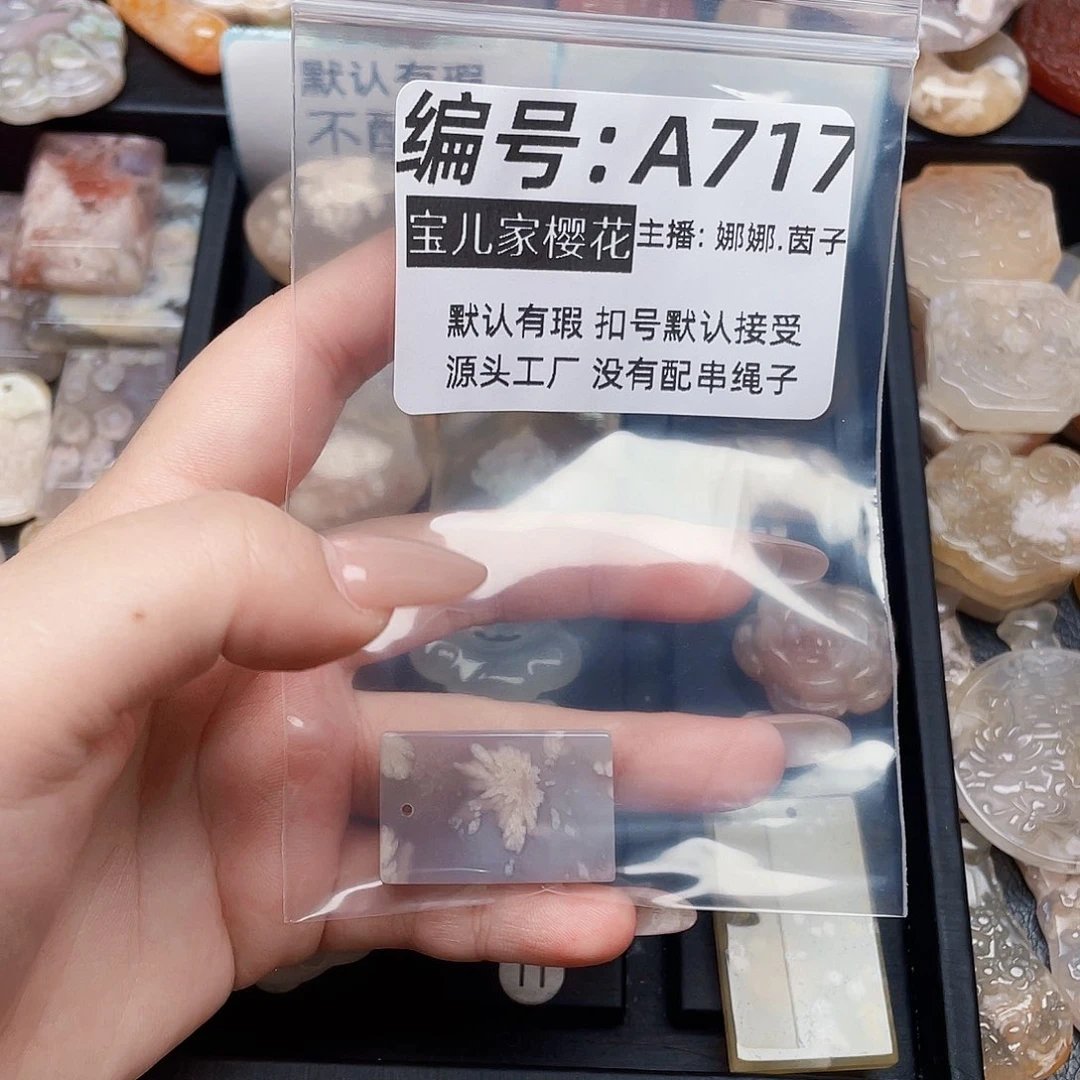 默认有瑕
不配
编号:A717
宝儿家樱花 主播: 娜娜.茵子
默认有瑕 扣号默认接受
源头工厂 没有配串绳子